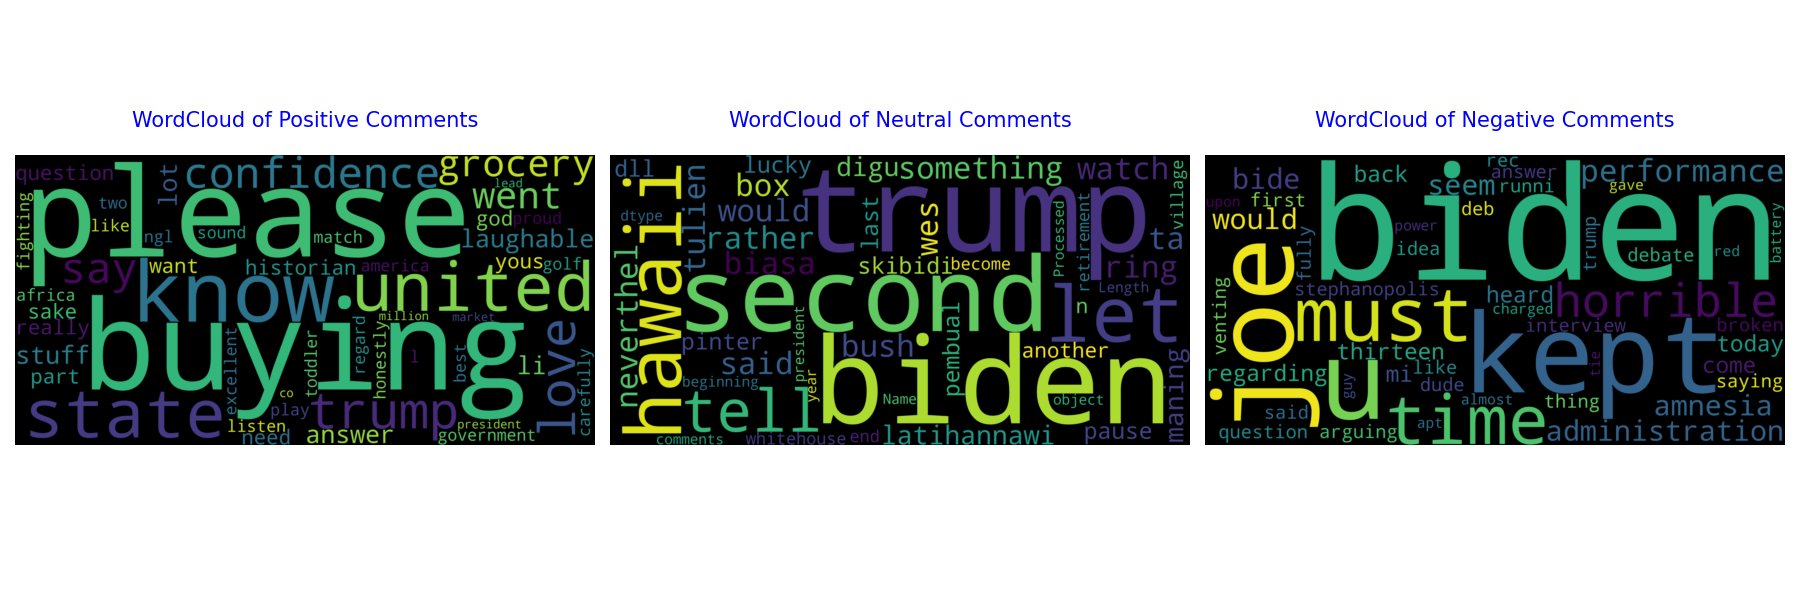 WordCloud of Positive Comments
question
lot
confidence
grocery
lead
went
please
two
like
fighting
god
proud
ngl
sound
match
laughable
say
want
historian
america
yous
golf
know
united
africa
sake
really
million
market
buying
stuff
part
excellent
toddler
regard
honestly
l
best
li
love
carefully
state
co
play
trump
president
listen
need
answer
government
WordCloud of Neutral Comments
dll
lucky
digu
something
watch
village
hawaii
tulien
box
trump
dtype
would
last
wes
Processed
retirement
rather
ta
neverthel
biasa
skibidi
become
ring
second
Length
n
let
pinter
president
bush
pembual
another
said
biden
maning
beginning
year
Name
object
tell
comments
whitehouse
end
latihannawi
pause
WordCloud of Negative Comments
rec
answer
bide
back
seem
runni
performance
biden
upon
first
gave
deb
would
power
fully
idea
trump
debate
red
battery
joe
venting
stephanopolis
heard
charged
horrible
must
kept
interview
broken
thirteen
today
regarding
u
guy
mi
like
tie
come
dude
saying
almost
thing
said
time
apt
amnesia
question
arguing
administration